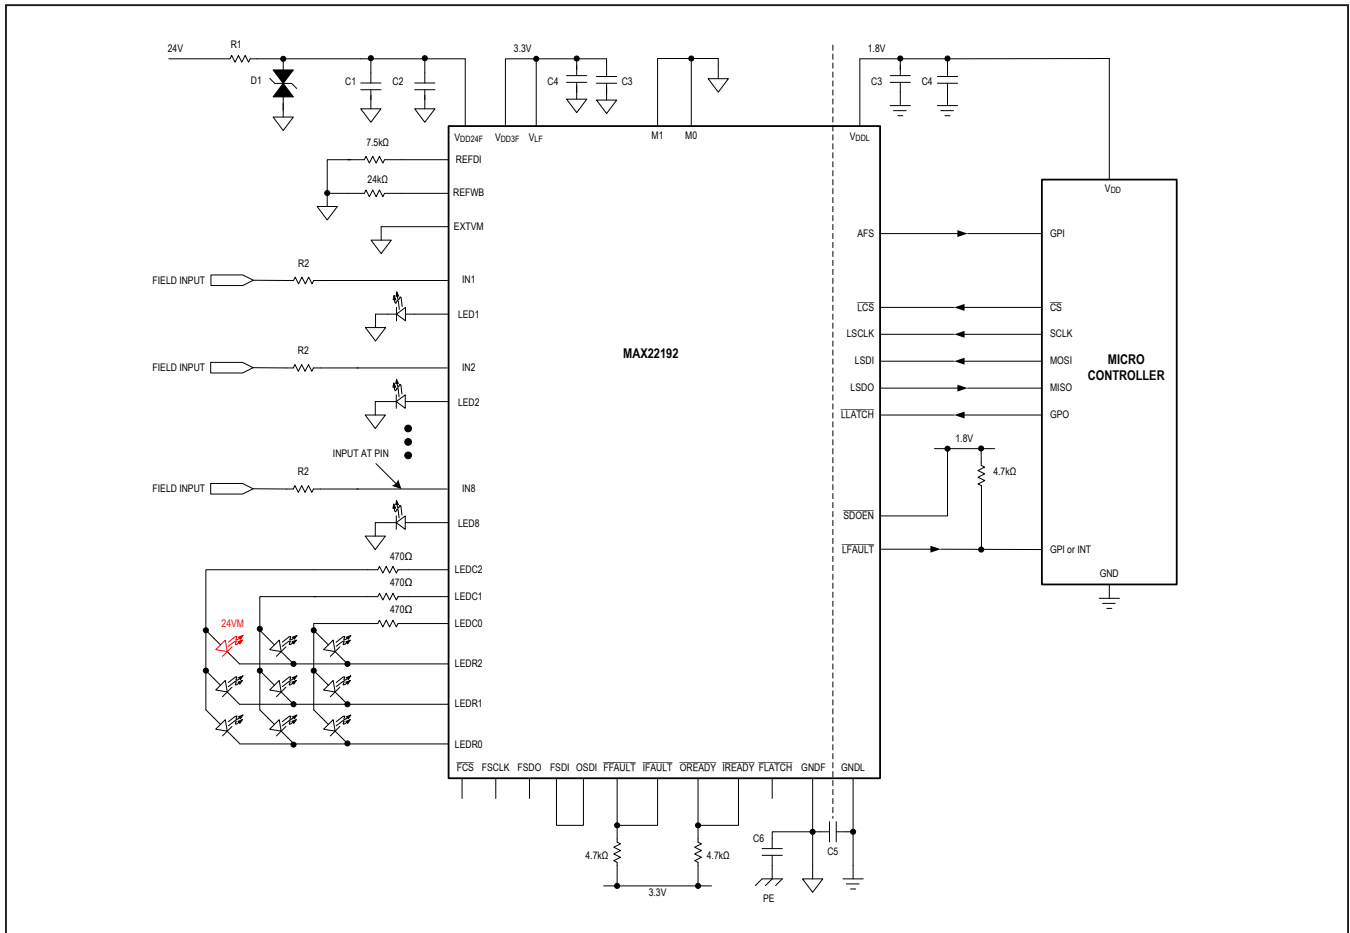 24V
R1
3.3V
1.8V
D1
C1
C2
C4
C3
C3
C4
VDD24F
VDD3F
VLF
M1
M0
VDDL
7.5kΩ
REFDI
24kΩ
REFWB
EXTVM
VDD
AFS
GPI
R2
FIELD INPUT
IN1
LED1
LCS
CS
LSCLK
SCLK
MAX22192
R2
FIELD INPUT
IN2
LSDI
MOSI
MICRO
CONTROLLER
LSDO
MISO
LED2
LLATCH
GPO
1.8V
INPUT AT PIN
4.7kΩ
R2
FIELD INPUT
IN8
LED8
SDOEN
LFAULT
GPI or INT
GND
470Ω
LEDC2
470Ω
LEDC1
470Ω
LEDC0
24VM
LEDR2
LEDR1
LEDR0
FCS FSCLK FSDO FSDI OSDI FFAULT IFAULT OREADY IREADY FLATCH GNDF GNDL
C6
C5
4.7kΩ
4.7kΩ
3.3V
PE